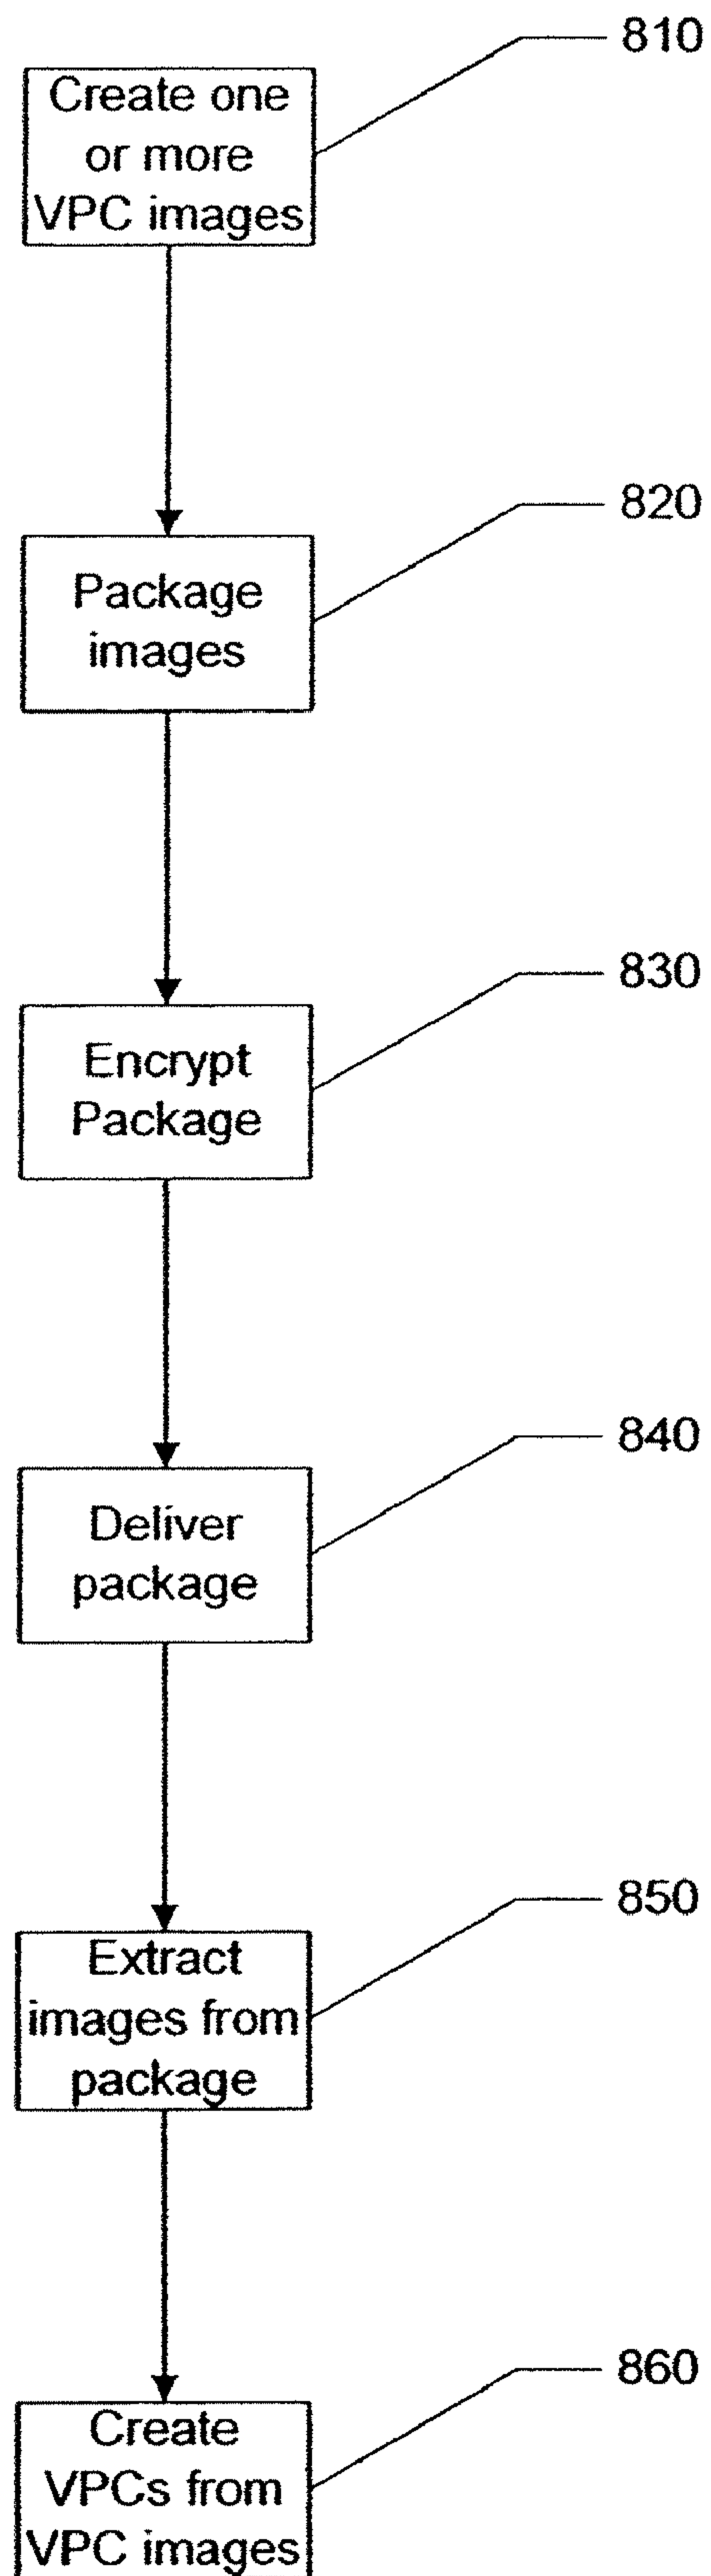 810
Create one
or more
VPC images
820
Package
images
830
Encrypt
Package
840
Deliver
package
850
Extract
images from
package
860
Create
VPCs from
VPC images